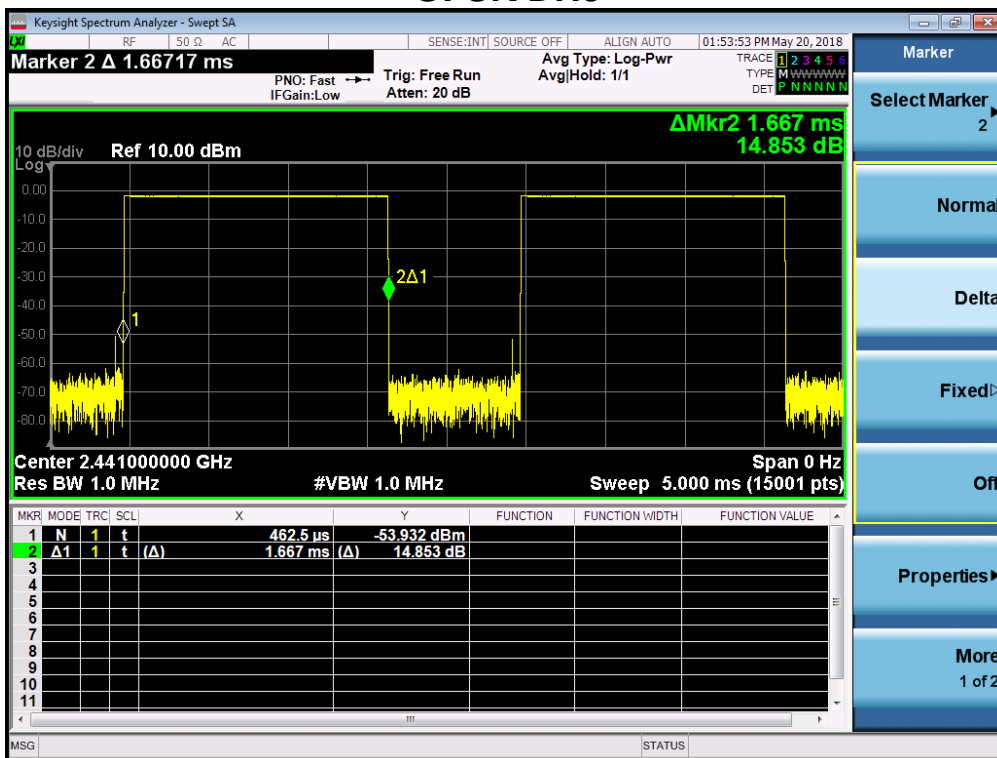 Keysight Spectrum Analyzer - Swept SA
LXI RF 50 Ω AC SENSE:INT SOURCE OFF ALIGN AUTO 01:53:53 PM May 20, 2018
Marker 2 Δ 1.66717 ms
PNO: Fast
IFGain:Low
Trig: Free Run
Atten: 20 dB
Avg Type: Log-Pwr
Avg|Hold: 1/1
TRACE 1 2 3 4 5 6
TYPE M WWWWW
DET P N N N N N
ΔMkr2 1.667 ms
14.853 dB
10 dB/div Ref 10.00 dBm
Log
0.00
-10.0
-20.0
-30.0
-40.0
-50.0
-60.0
-70.0
-80.0
1
2Δ1
Center 2.441000000 GHz Span 0 Hz
Res BW 1.0 MHz #VBW 1.0 MHz Sweep 5.000 ms (15001 pts)
MKR MODE TRC SCL X Y FUNCTION FUNCTION WIDTH FUNCTION VALUE
1 N 1 t 462.5 µs -53.932 dBm
2 Δ1 1 t (Δ) 1.667 ms (Δ) 14.853 dB
3
4
5
6
7
8
9
10
11
MSG STATUS
Marker
Select Marker
2
Normal
Delta
Fixed
Off
Properties
More
1 of 2